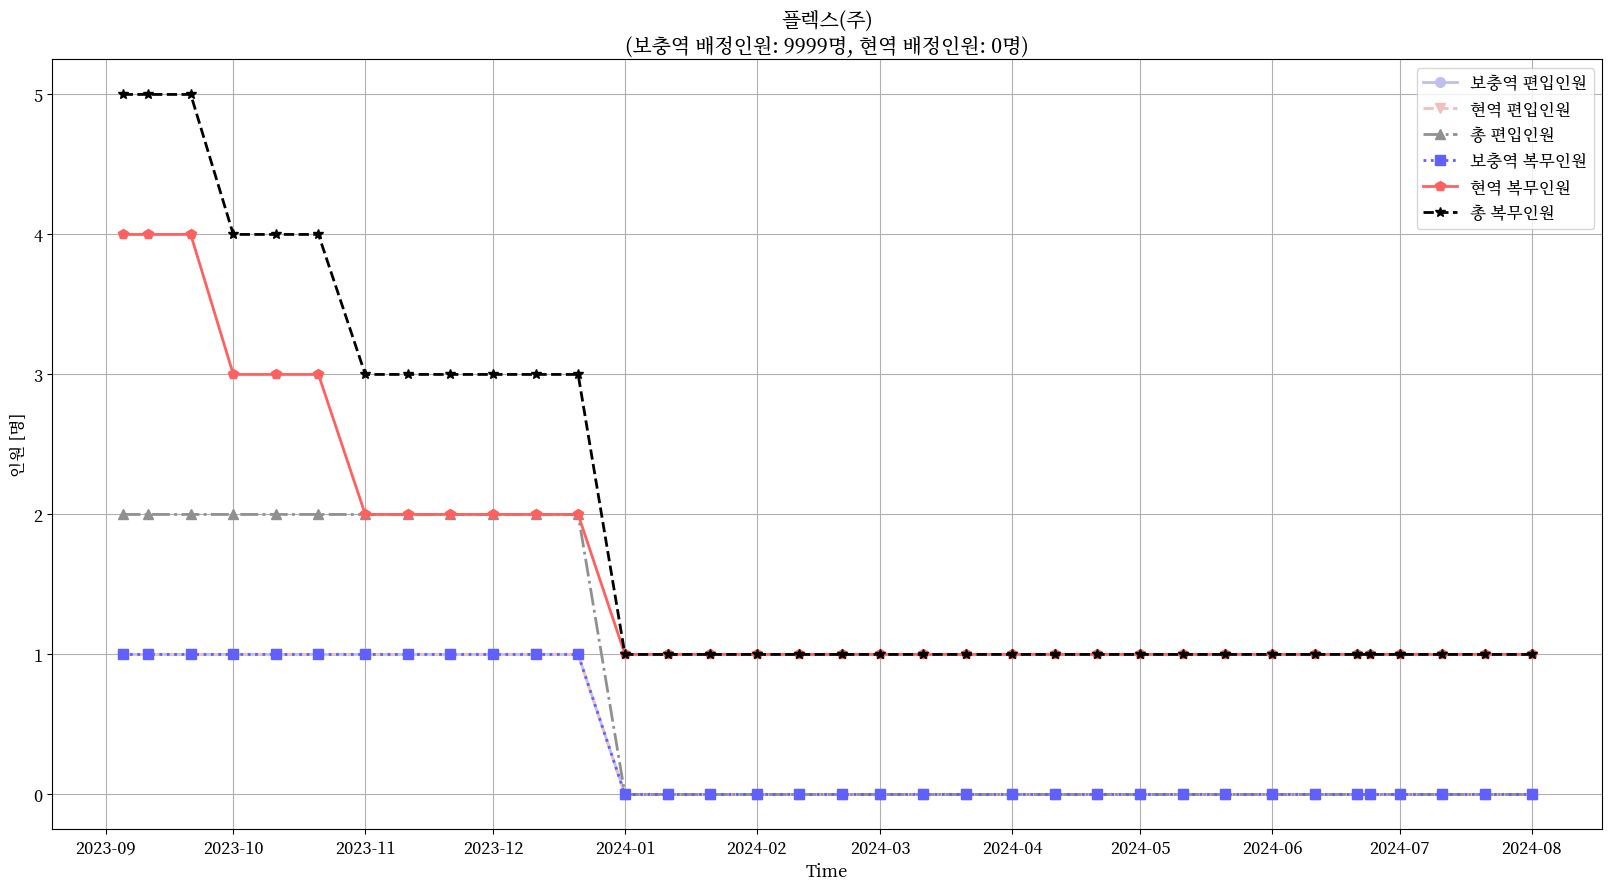 플렉스(주)
(보충역 배정인원: 9999명, 현역 배정인원: 0명)
보충역 편입인원
현역 편입인원
총 편입인원
보충역 복무인원
현역 복무인원
총 복무인원
인원 [명]
5
4
3
2
1
0
2023-09 2023-10 2023-11 2023-12 2024-01 2024-02 2024-03 2024-04 2024-05 2024-06 2024-07 2024-08
Time